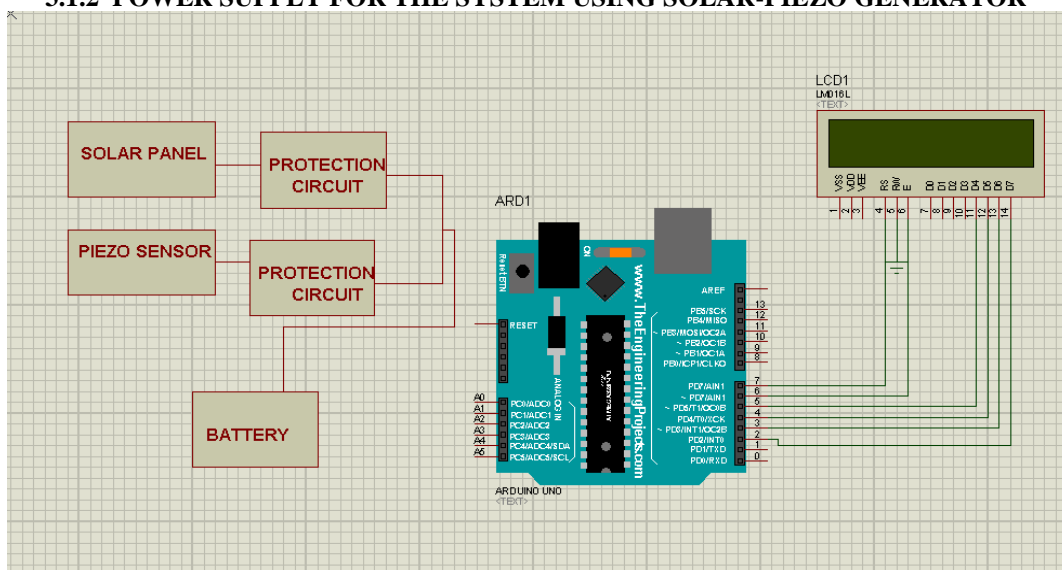 3.1.2 POWER SUPPLY FOR THE SYSTEM USING SOLAR-PIEZO GENERATOR
LCD1
LM016L
<TEXT>
SOLAR PANEL
PROTECTION
CIRCUIT
VSS
VDD
VEE
RS
RW
E
D0
D1
D2
D3
D4
D5
D6
D7
1
2
3
4
5
6
7
8
9
10
11
12
13
14
PIEZO SENSOR
PROTECTION
CIRCUIT
BATTERY
ARD1
Reset BTN
ON
www.TheEngineeringProjects.com
RESET
ANALOG IN
AREF
PB5/SCK
13
PB4/MISO
12
~ PB3/MOSI/OC2A
11
~ PB2/OC1B
10
~ PB1/OC1A
9
PB0/ICP1/CLKO
8
PD7/AIN1
7
~ PD7/AIN1
6
~ PD5/T1/OC0B
5
PD4/T0/XCK
4
~ PD3/INT1/OC2B
3
PD2/INT0
2
PD1/TXD
1
PD0/RXD
0
A0
PC0/ADC0
A1
PC1/ADC1
A2
PC2/ADC2
A3
PC3/ADC3
A4
PC4/ADC4/SDA
A5
PC5/ADC5/SCL
ARDUINO UNO
<TEXT>